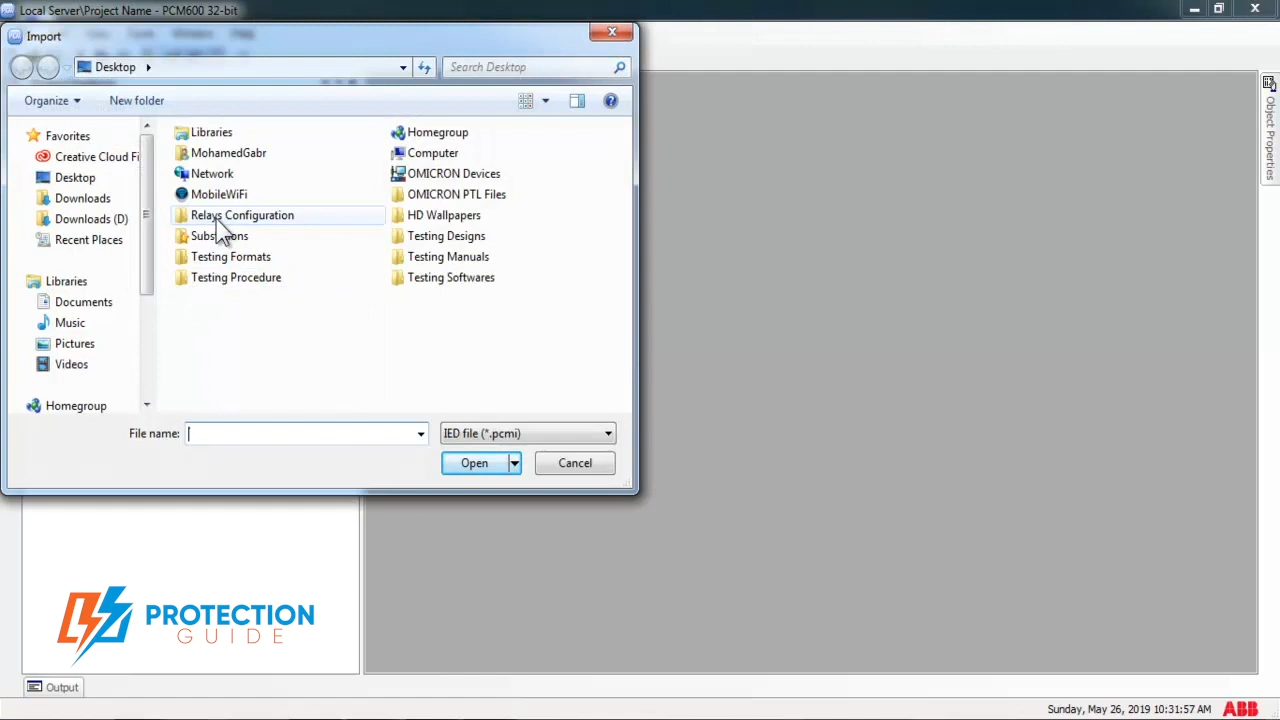 Local Server\Project Name - PCM600 32-bit
Import
Desktop
Search Desktop
Organize
New folder
Favorites
Creative Cloud Fi
Desktop
Downloads
Downloads (D)
Recent Places
Libraries
Documents
Music
Pictures
Videos
Homegroup
Libraries
MohamedGabr
Network
MobileWiFi
Relays Configuration
Testing Formats
Testing Procedure
Homegroup
Computer
OMICRON Devices
OMICRON PTL Files
HD Wallpapers
Testing Designs
Testing Manuals
Testing Softwares
File name:
IED file (*.pcmi)
Open
Cancel
Object Properties
PROTECTION
GUIDE
Output
Sunday, May 26, 2019 10:31:57 AM
ABB